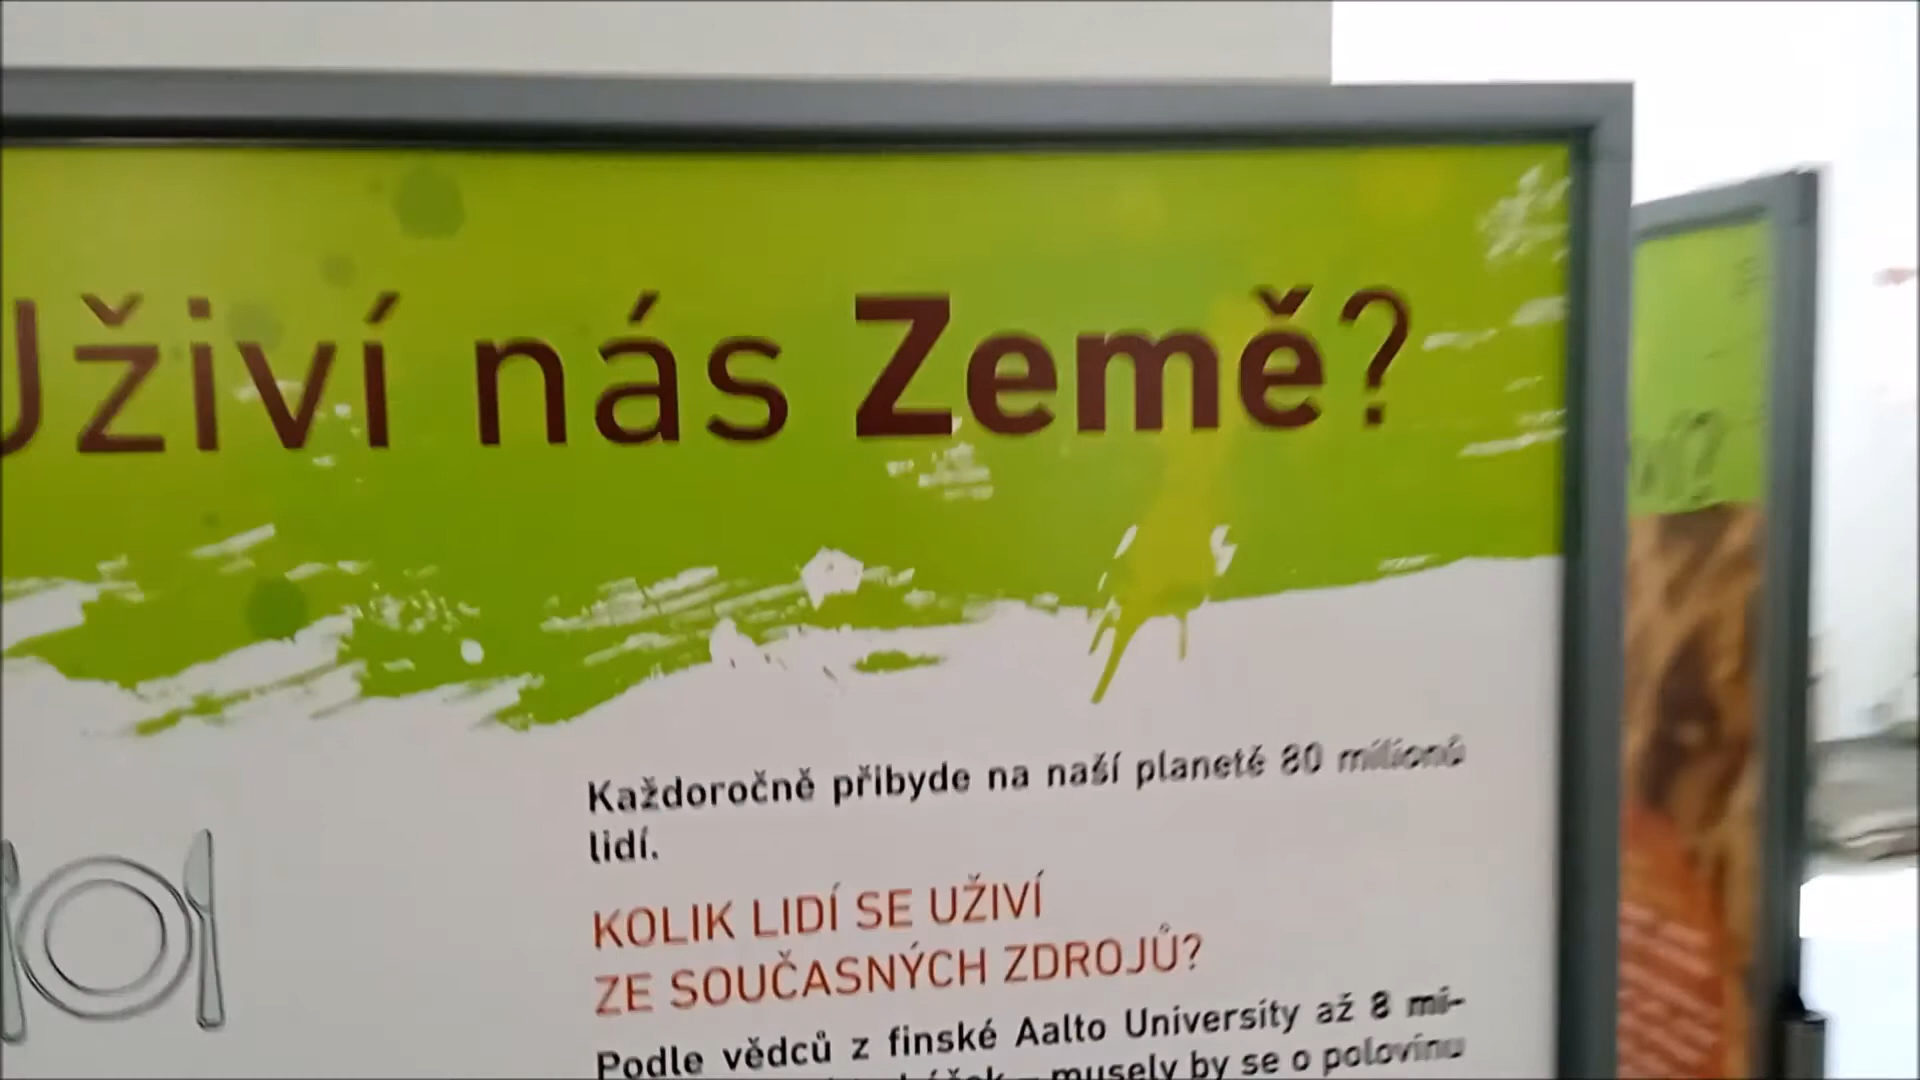 Uživí nás Země?
Každoročně přibyde na naší planetě 80 milionů
lidí.
KOLIK LIDÍ SE UŽIVÍ
ZE SOUČASNÝCH ZDROJŮ?
Podle vědců z finské Aalto University až 8 mi-
musely by se o polovinu